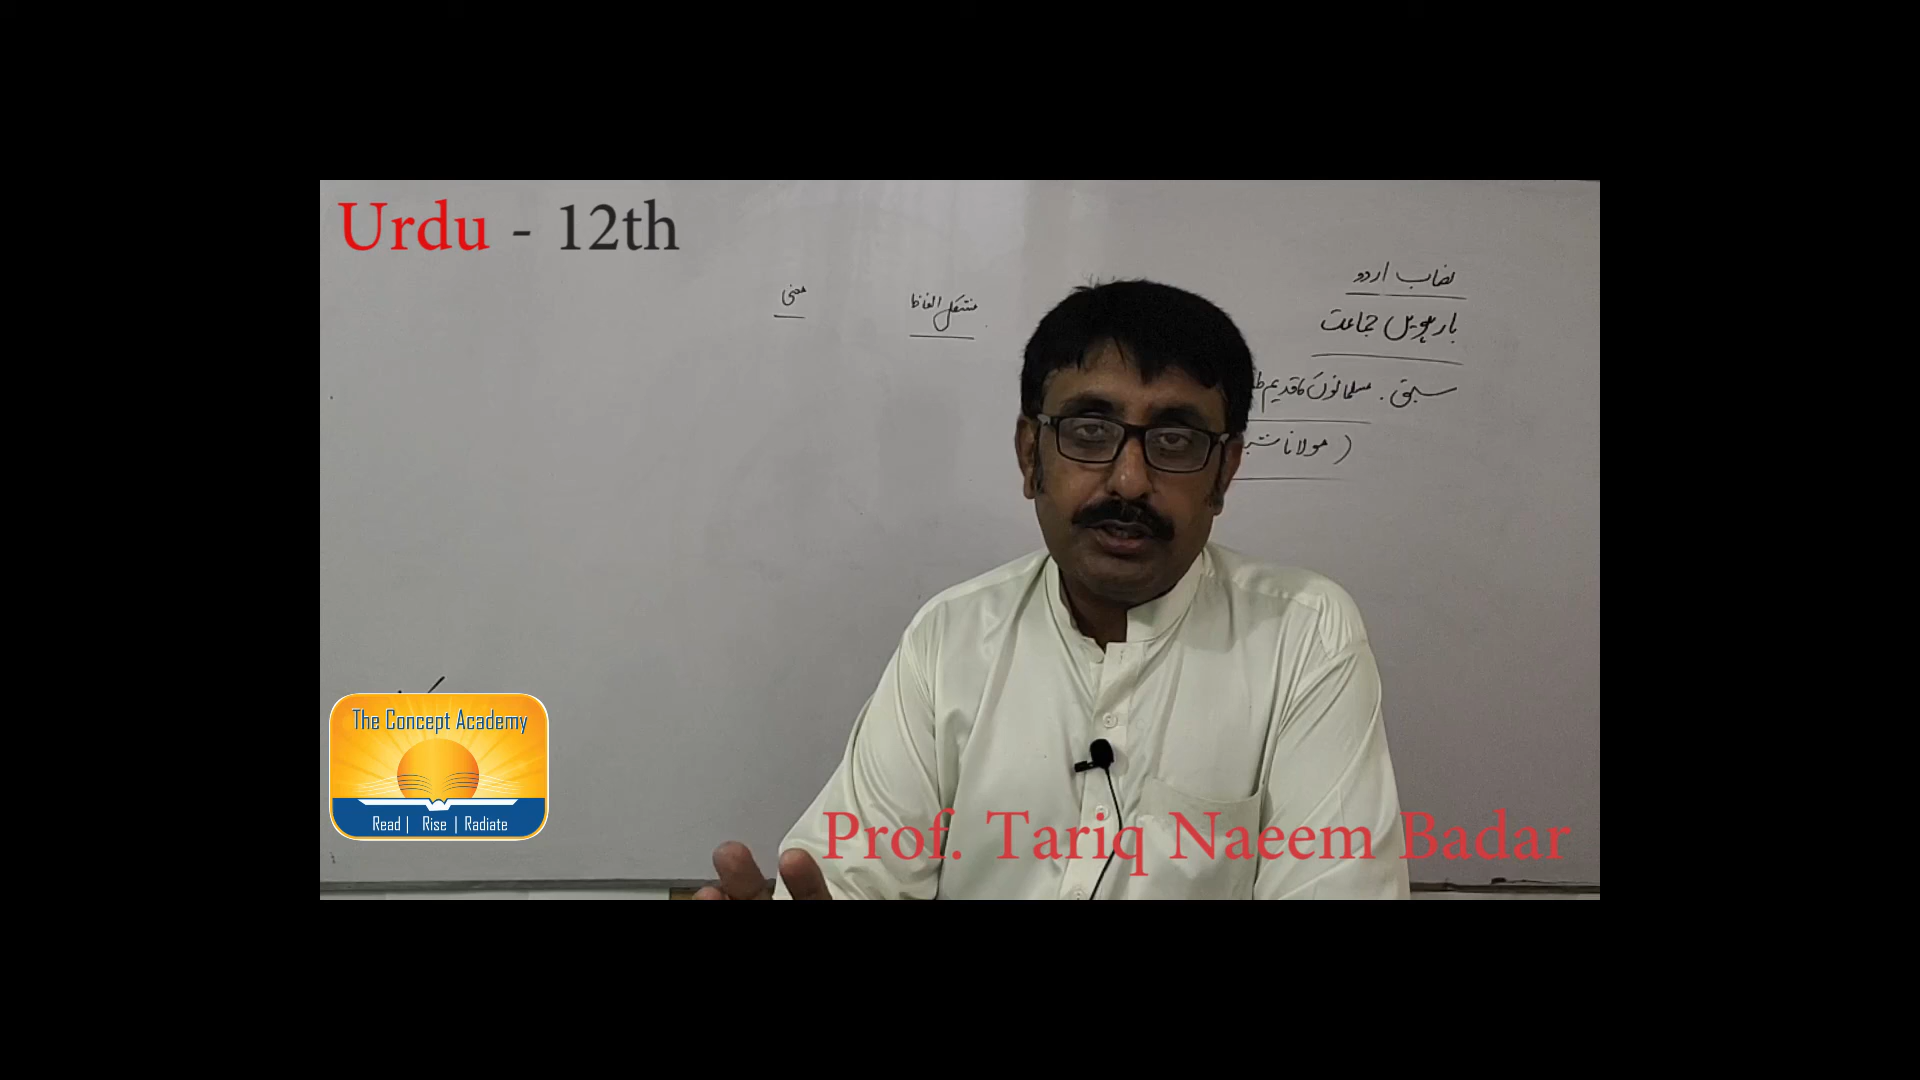 Urdu - 12th
نصاب اردو
بارہویں جماعت
مشکل الفاظ
معنی
سبق . مسلمانوں کا قدیم
( مولانا
The Concept Academy
Read | Rise | Radiate
Prof. Tariq Naeem Badar